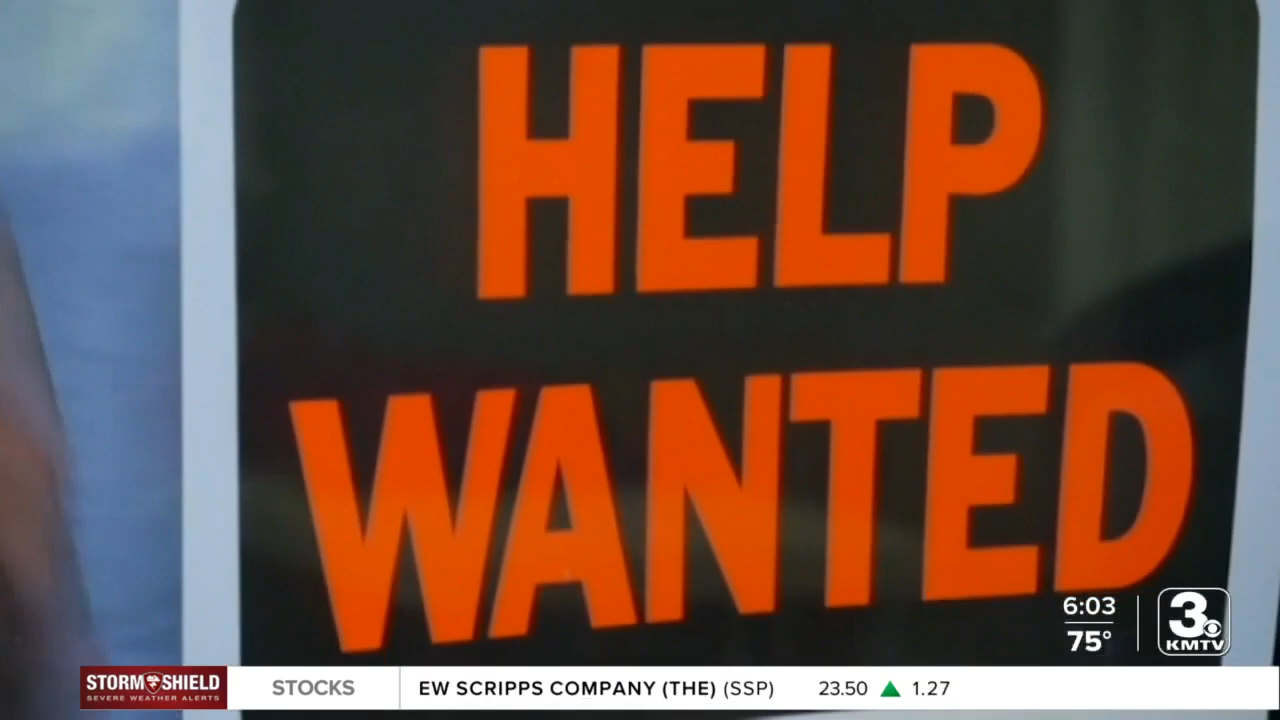 HELP
WANTED
6:03
75°
3
KMTV
STORM SHIELD
SEVERE WEATHER ALERTS
STOCKS
EW SCRIPPS COMPANY (THE) (SSP) 23.50 ▲ 1.27